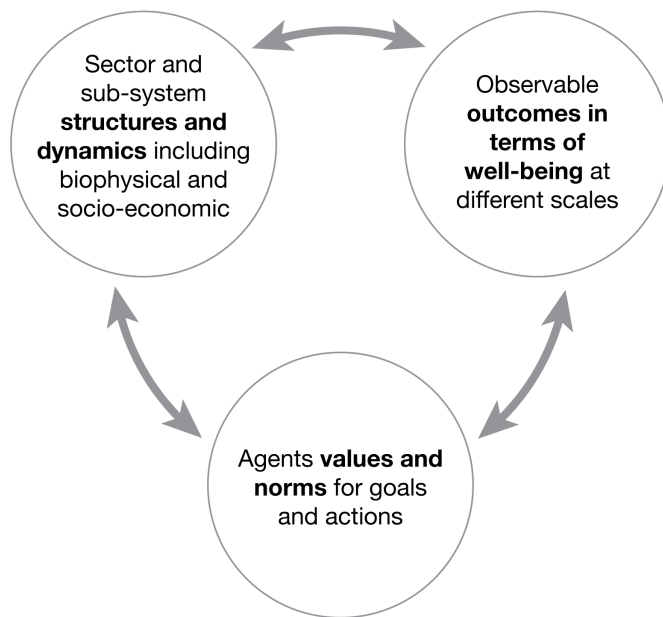 Sector and
sub-system
structures and
dynamics including
biophysical and
socio-economic
Observable
outcomes in
terms of
well-being at
different scales
Agents values and
norms for goals
and actions